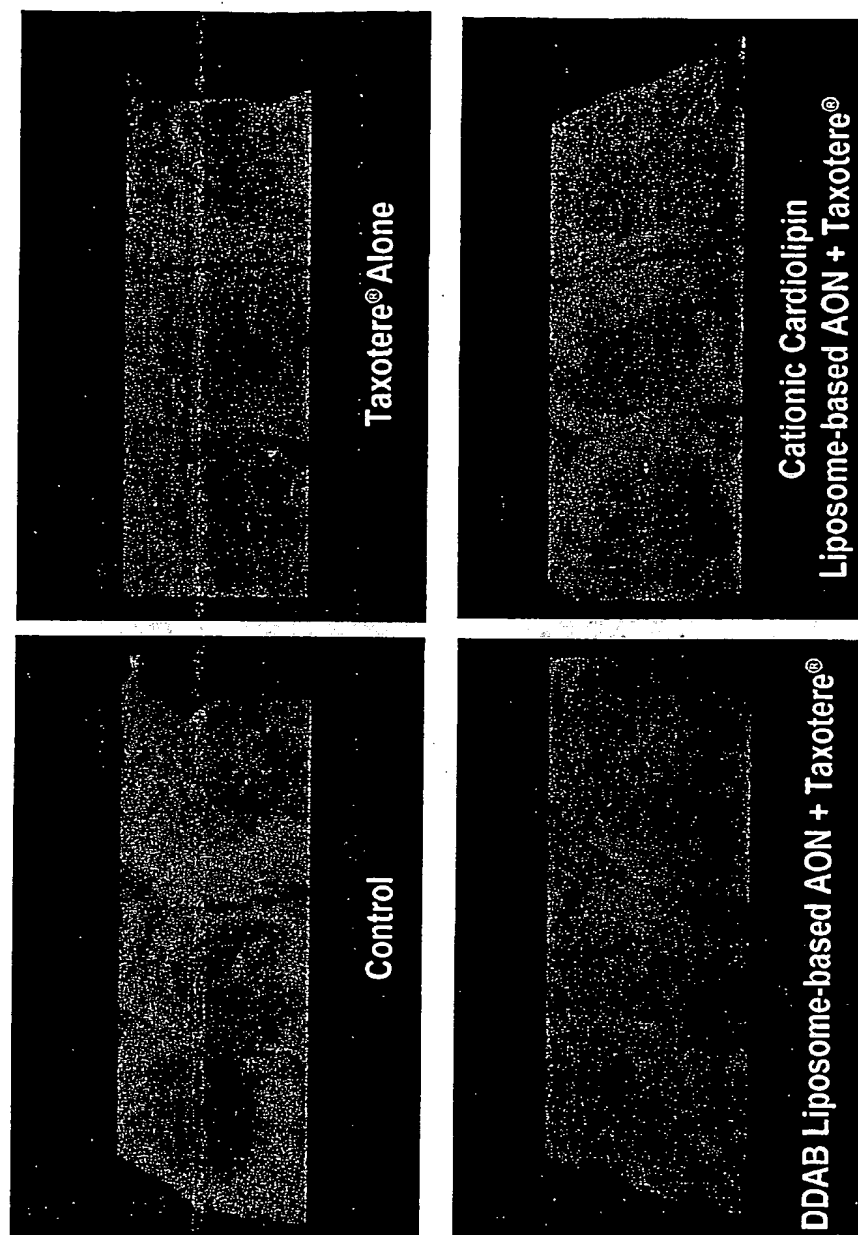 Control
Taxotere® Alone
DDAB Liposome-based AON + Taxotere®
Cationic Cardiolipin
Liposome-based AON + Taxotere®